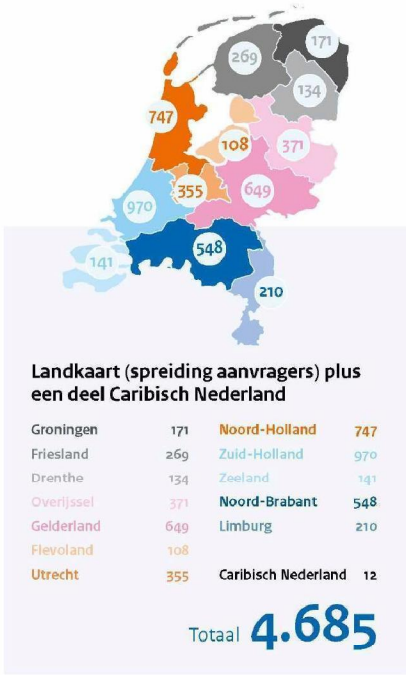 171
269
134
747
108
371
355
649
970
548
141
210
Landkaart (spreiding aanvragers) plus
een deel Caribisch Nederland
Groningen 171
Friesland 269
Drenthe 134
Overijssel 371
Gelderland 649
Flevoland 108
Utrecht 355
Noord-Holland 747
Zuid-Holland 970
Zeeland 141
Noord-Brabant 548
Limburg 210
Caribisch Nederland 12
Totaal 4.685